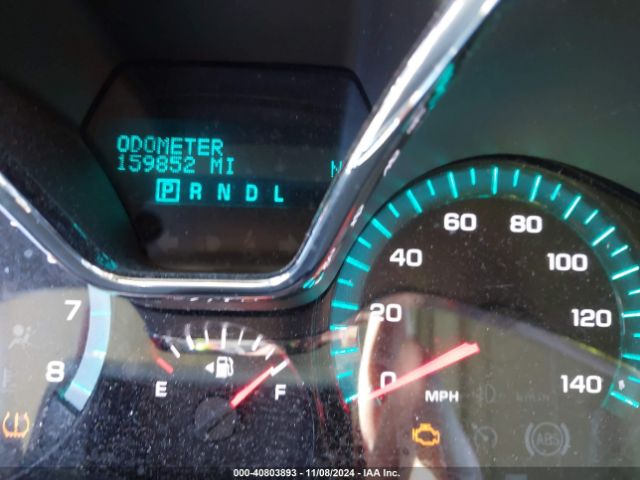 ODOMETER
159852 MI
N
P R N D L
60 80
40 100
20 120
0 MPH 140
7
8
E F
ABS
000-40803893 - 11/08/2024 - IAA Inc.